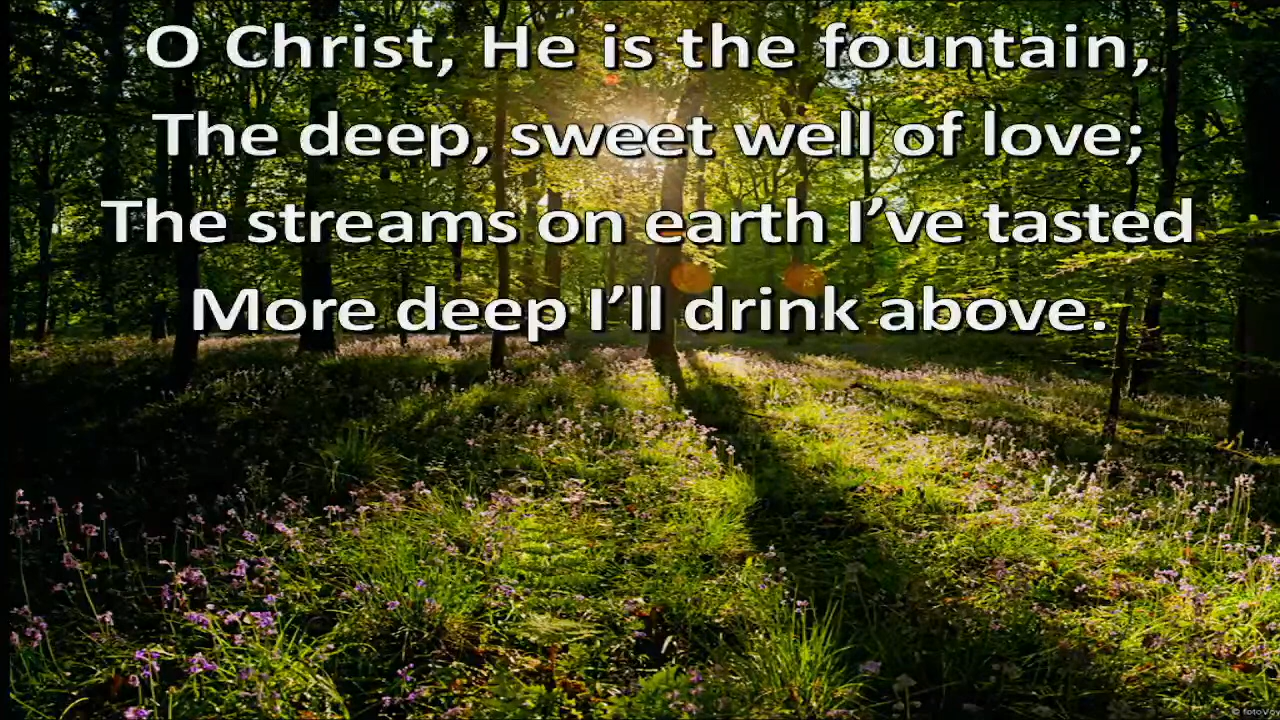 O Christ, He is the fountain,
The deep, sweet well of love;
The streams on earth I’ve tasted
More deep I’ll drink above.